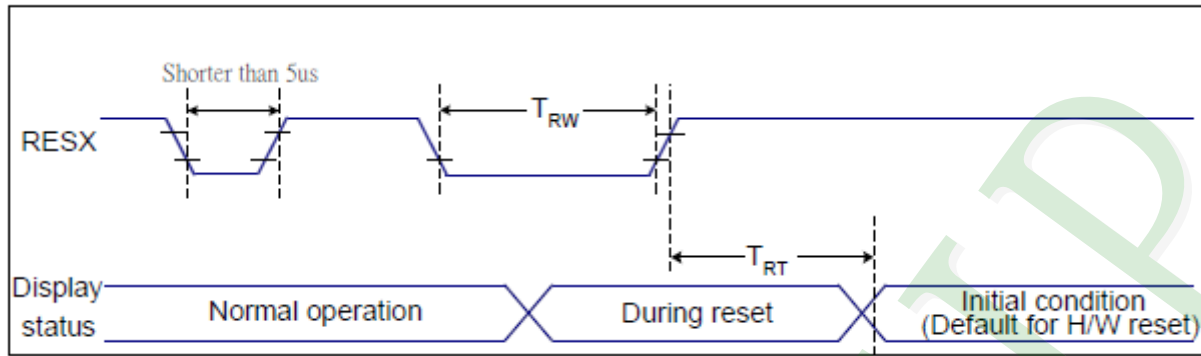 Shorter than 5us
RESX
TRW
TRT
Display
status
Normal operation
During reset
Initial condition
(Default for H/W reset)